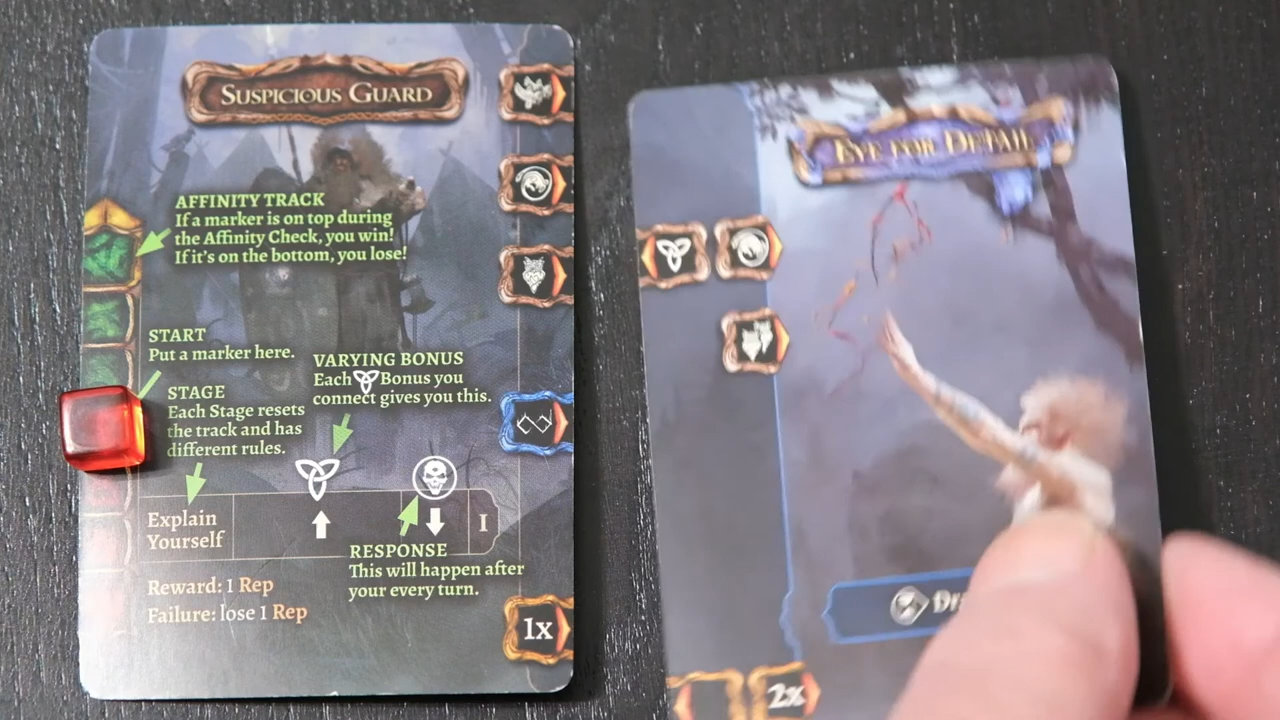 SUSPICIOUS GUARD
AFFINITY TRACK
If a marker is on top during
the Affinity Check, you win!
If it's on the bottom, you lose!
START
Put a marker here.
STAGE
Each Stage resets
the track and has
different rules.
VARYING BONUS
Each Bonus you
connect gives you this.
Explain
Yourself
I
RESPONSE
This will happen after
your every turn.
Reward: 1 Rep
Failure: lose 1 Rep
1x
EYE FOR DETAIL
2x